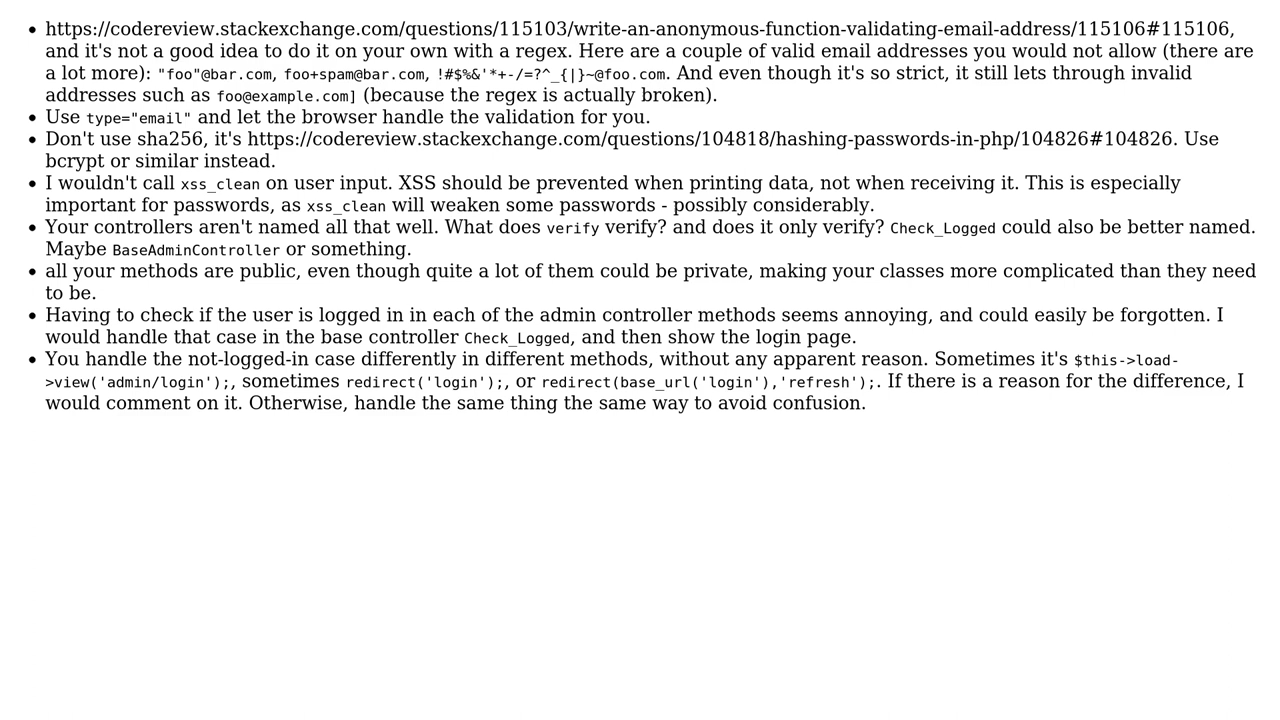 • https://codereview.stackexchange.com/questions/115103/write-an-anonymous-function-validating-email-address/115106#115106,
and it's not a good idea to do it on your own with a regex. Here are a couple of valid email addresses you would not allow (there are
a lot more): "foo"@bar.com, foo+spam@bar.com, !#$%&'*+-/=?^_{|}~@foo.com. And even though it's so strict, it still lets through invalid
addresses such as foo@example.com] (because the regex is actually broken).
• Use type="email" and let the browser handle the validation for you.
• Don't use sha256, it's https://codereview.stackexchange.com/questions/104818/hashing-passwords-in-php/104826#104826. Use
bcrypt or similar instead.
• I wouldn't call xss_clean on user input. XSS should be prevented when printing data, not when receiving it. This is especially
important for passwords, as xss_clean will weaken some passwords - possibly considerably.
• Your controllers aren't named all that well. What does verify verify? and does it only verify? Check_Logged could also be better named.
Maybe BaseAdminController or something.
• all your methods are public, even though quite a lot of them could be private, making your classes more complicated than they need
to be.
• Having to check if the user is logged in in each of the admin controller methods seems annoying, and could easily be forgotten. I
would handle that case in the base controller Check_Logged, and then show the login page.
• You handle the not-logged-in case differently in different methods, without any apparent reason. Sometimes it's $this->load-
>view('admin/login');, sometimes redirect('login');, or redirect(base_url('login'),'refresh');. If there is a reason for the difference, I
would comment on it. Otherwise, handle the same thing the same way to avoid confusion.